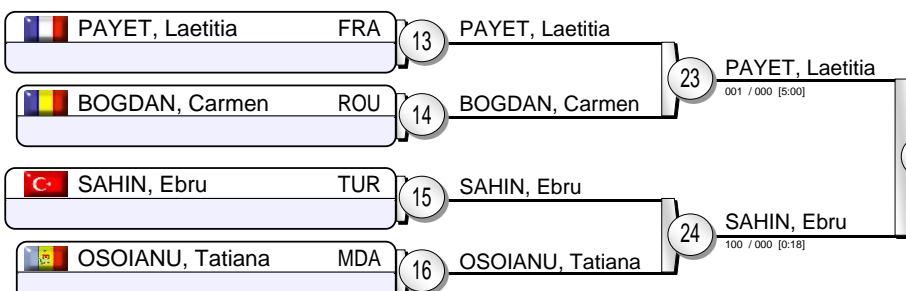 PAYET, Laetitia FRA
13
PAYET, Laetitia
23
PAYET, Laetitia
001 / 000 [5:00]
BOGDAN, Carmen ROU
14
BOGDAN, Carmen
SAHIN, Ebru TUR
15
SAHIN, Ebru
24
SAHIN, Ebru
100 / 000 [0:18]
OSOIANU, Tatiana MDA
16
OSOIANU, Tatiana